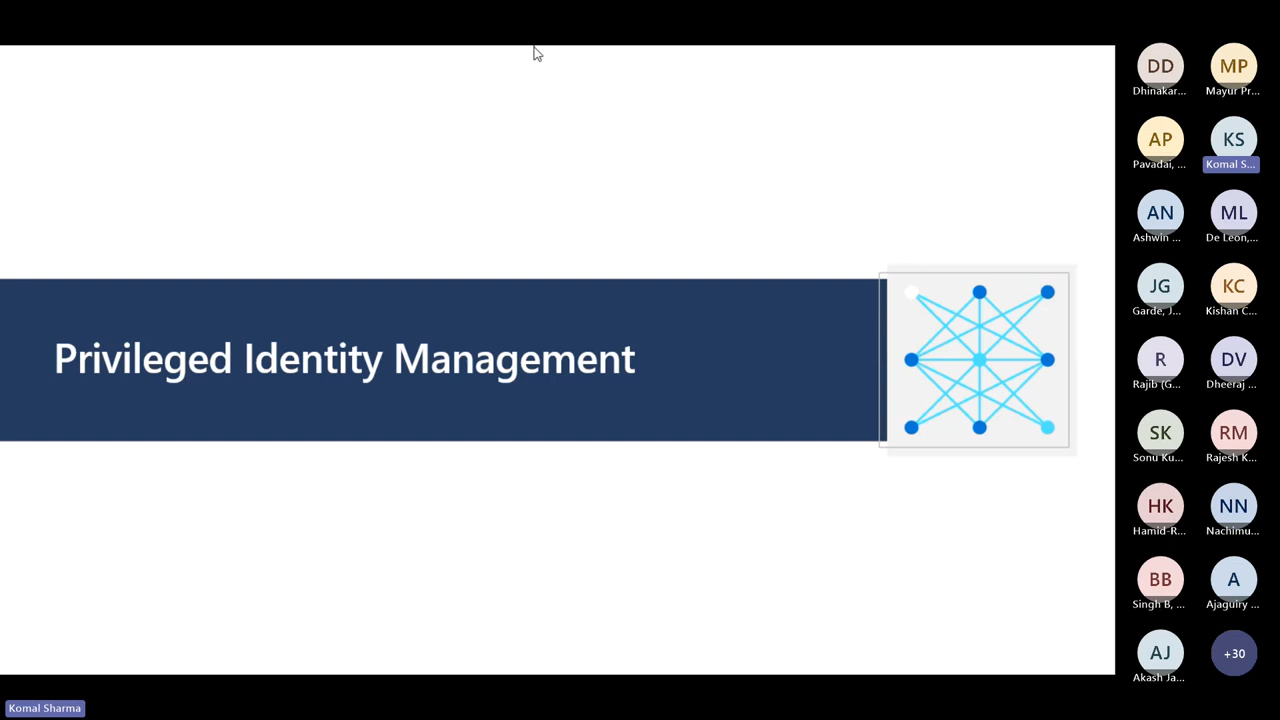 Privileged Identity Management
DD
Dhinakar...
MP
Mayur Pr...
AP
Pavadai, ...
KS
Komal S...
AN
Ashwin ...
ML
De Leon,...
JG
Garde, J...
KC
Kishan C...
R
Rajib (G...
DV
Dheeraj ...
SK
Sonu Ku...
RM
Rajesh K...
HK
Hamid-R...
NN
Nachimu...
BB
Singh B, ...
A
Ajaguiry ...
AJ
Akash Ja...
+30
Komal Sharma